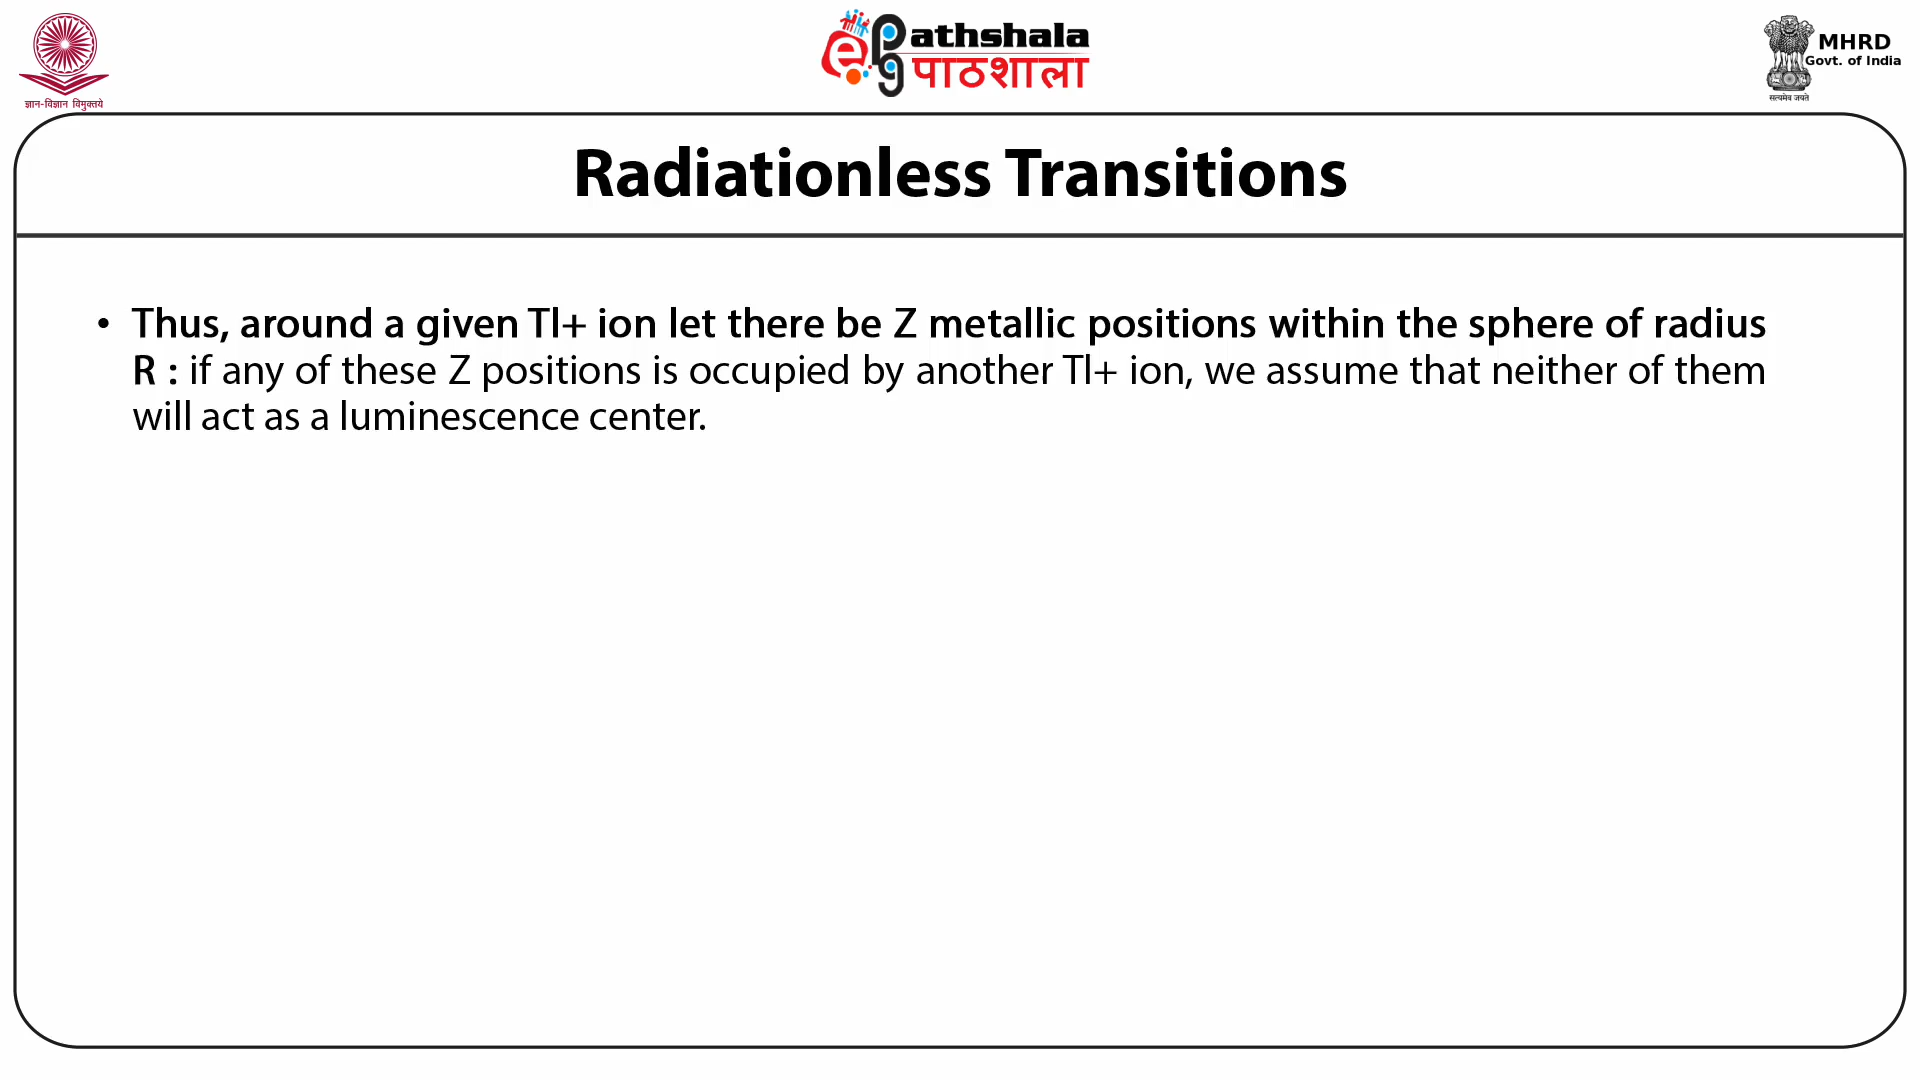 ज्ञान-विज्ञान विमुक्तये
e pg athshala
पाठशाला
MHRD
Govt. of India
सत्यमेव जयते
Radiationless Transitions
• Thus, around a given Tl+ ion let there be Z metallic positions within the sphere of radius
R : if any of these Z positions is occupied by another Tl+ ion, we assume that neither of them
will act as a luminescence center.